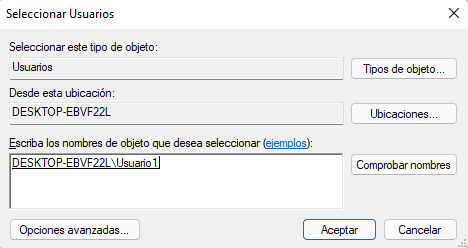 Seleccionar Usuarios
Seleccionar este tipo de objeto:
Usuarios
Tipos de objeto...
Desde esta ubicación:
DESKTOP-EBVF22L
Ubicaciones...
Escriba los nombres de objeto que desea seleccionar (ejemplos):
DESKTOP-EBVF22L\Usuario1
Comprobar nombres
Opciones avanzadas...
Aceptar
Cancelar